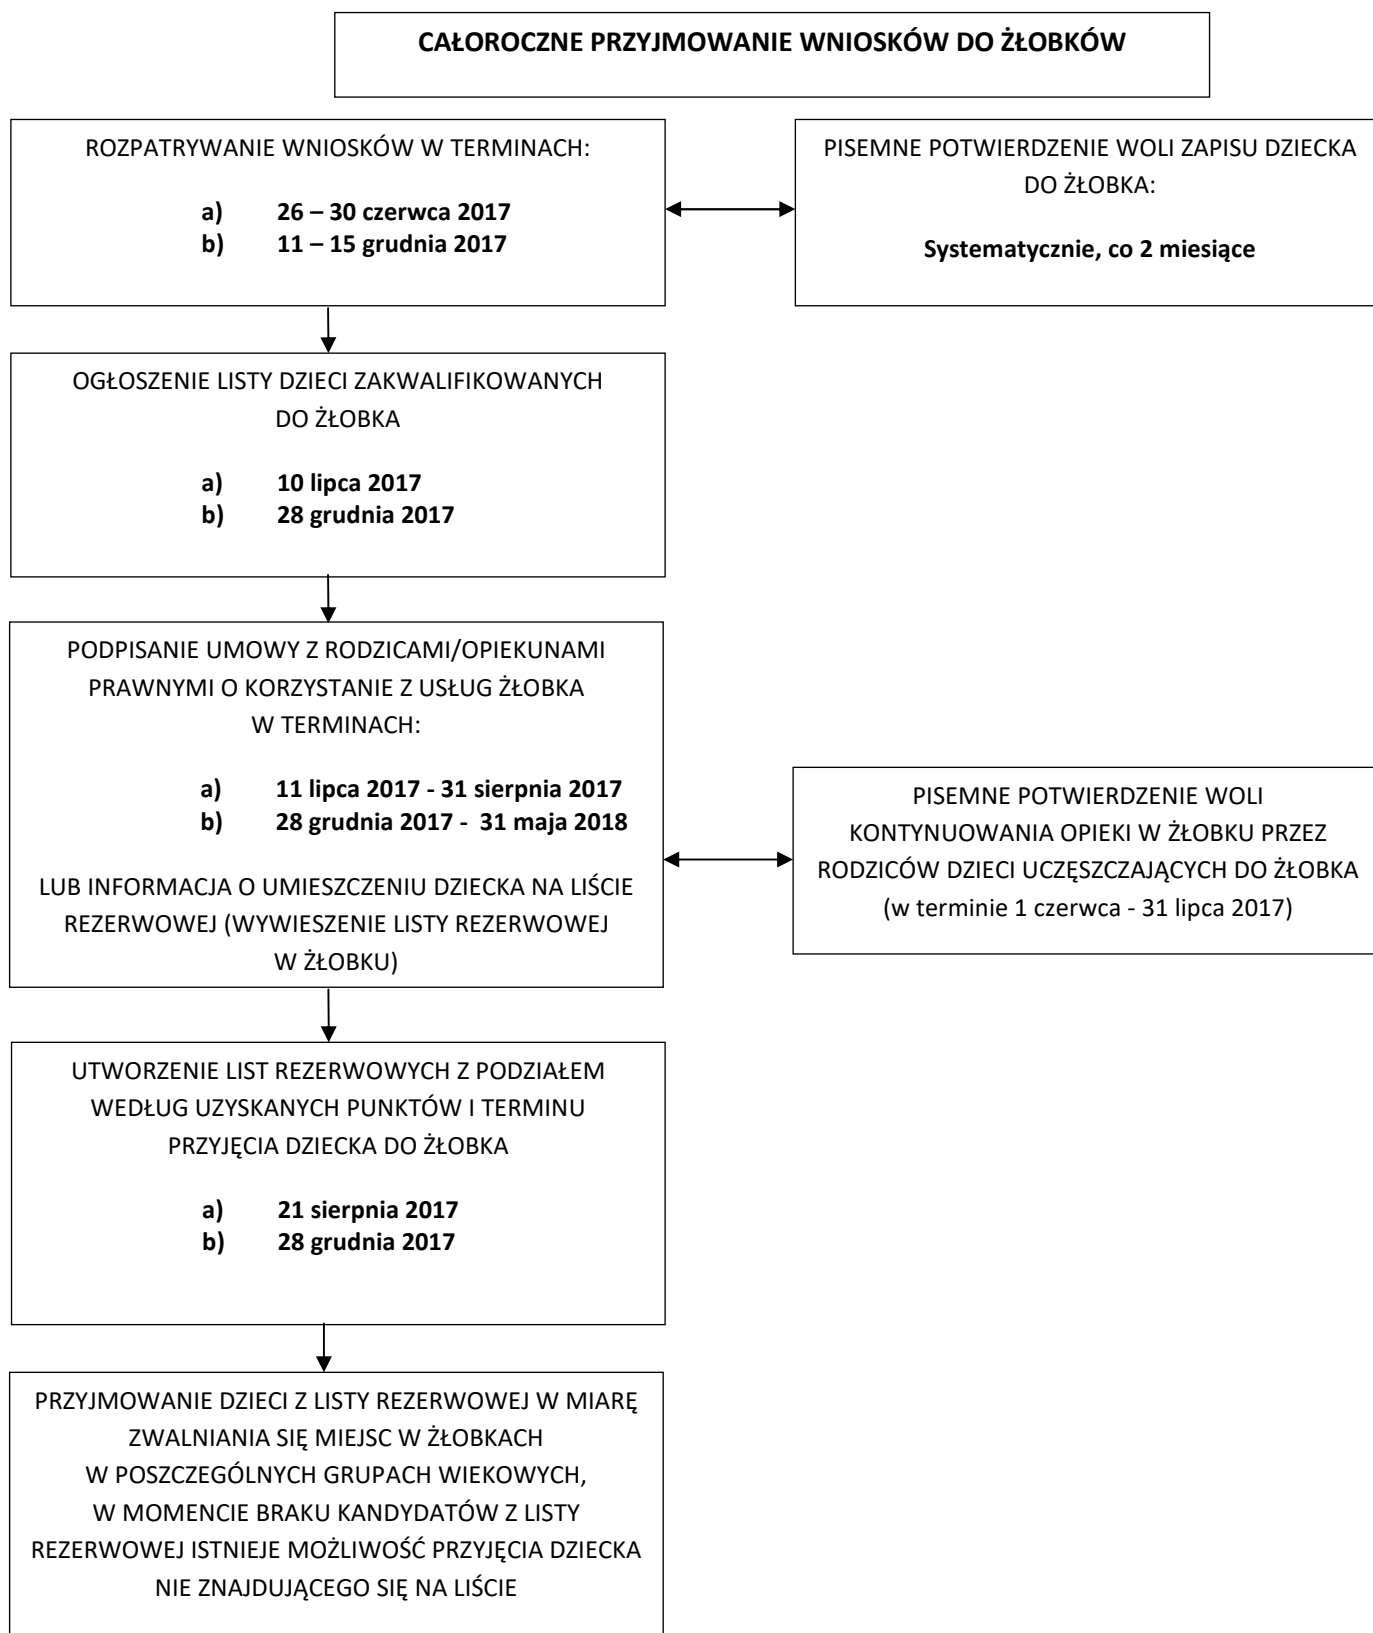 CAŁOROCZNE PRZYJMOWANIE WNIOSKÓW DO ŻŁOBKÓW
ROZPATRYWANIE WNIOSKÓW W TERMINACH:
a) 26 – 30 czerwca 2017
b) 11 – 15 grudnia 2017
PISEMNE POTWIERDZENIE WOLI ZAPISU DZIECKA
DO ŻŁOBKA:
Systematycznie, co 2 miesiące
OGŁOSZENIE LISTY DZIECI ZAKWALIFIKOWANYCH
DO ŻŁOBKA
a) 10 lipca 2017
b) 28 grudnia 2017
PODPISANIE UMOWY Z RODZICAMI/OPIEKUNAMI
PRAWNYMI O KORZYSTANIE Z USŁUG ŻŁOBKA
W TERMINACH:
a) 11 lipca 2017 - 31 sierpnia 2017
b) 28 grudnia 2017 - 31 maja 2018
LUB INFORMACJA O UMIESZCZENIU DZIECKA NA LIŚCIE
REZERWOWEJ (WYWIESZENIE LISTY REZERWOWEJ
W ŻŁOBKU)
PISEMNE POTWIERDZENIE WOLI
KONTYNUOWANIA OPIEKI W ŻŁOBKU PRZEZ
RODZICÓW DZIECI UCZĘSZCZAJĄCYCH DO ŻŁOBKA
(w terminie 1 czerwca - 31 lipca 2017)
UTWORZENIE LIST REZERWOWYCH Z PODZIAŁEM
WEDŁUG UZYSKANYCH PUNKTÓW I TERMINU
PRZYJĘCIA DZIECKA DO ŻŁOBKA
a) 21 sierpnia 2017
b) 28 grudnia 2017
PRZYJMOWANIE DZIECI Z LISTY REZERWOWEJ W MIARĘ
ZWALNIANIA SIĘ MIEJSC W ŻŁOBKACH
W POSZCZEGÓLNYCH GRUPACH WIEKOWYCH,
W MOMENCIE BRAKU KANDYDATÓW Z LISTY
REZERWOWEJ ISTNIEJE MOŻLIWOŚĆ PRZYJĘCIA DZIECKA
NIE ZNAJDUJĄCEGO SIĘ NA LIŚCIE